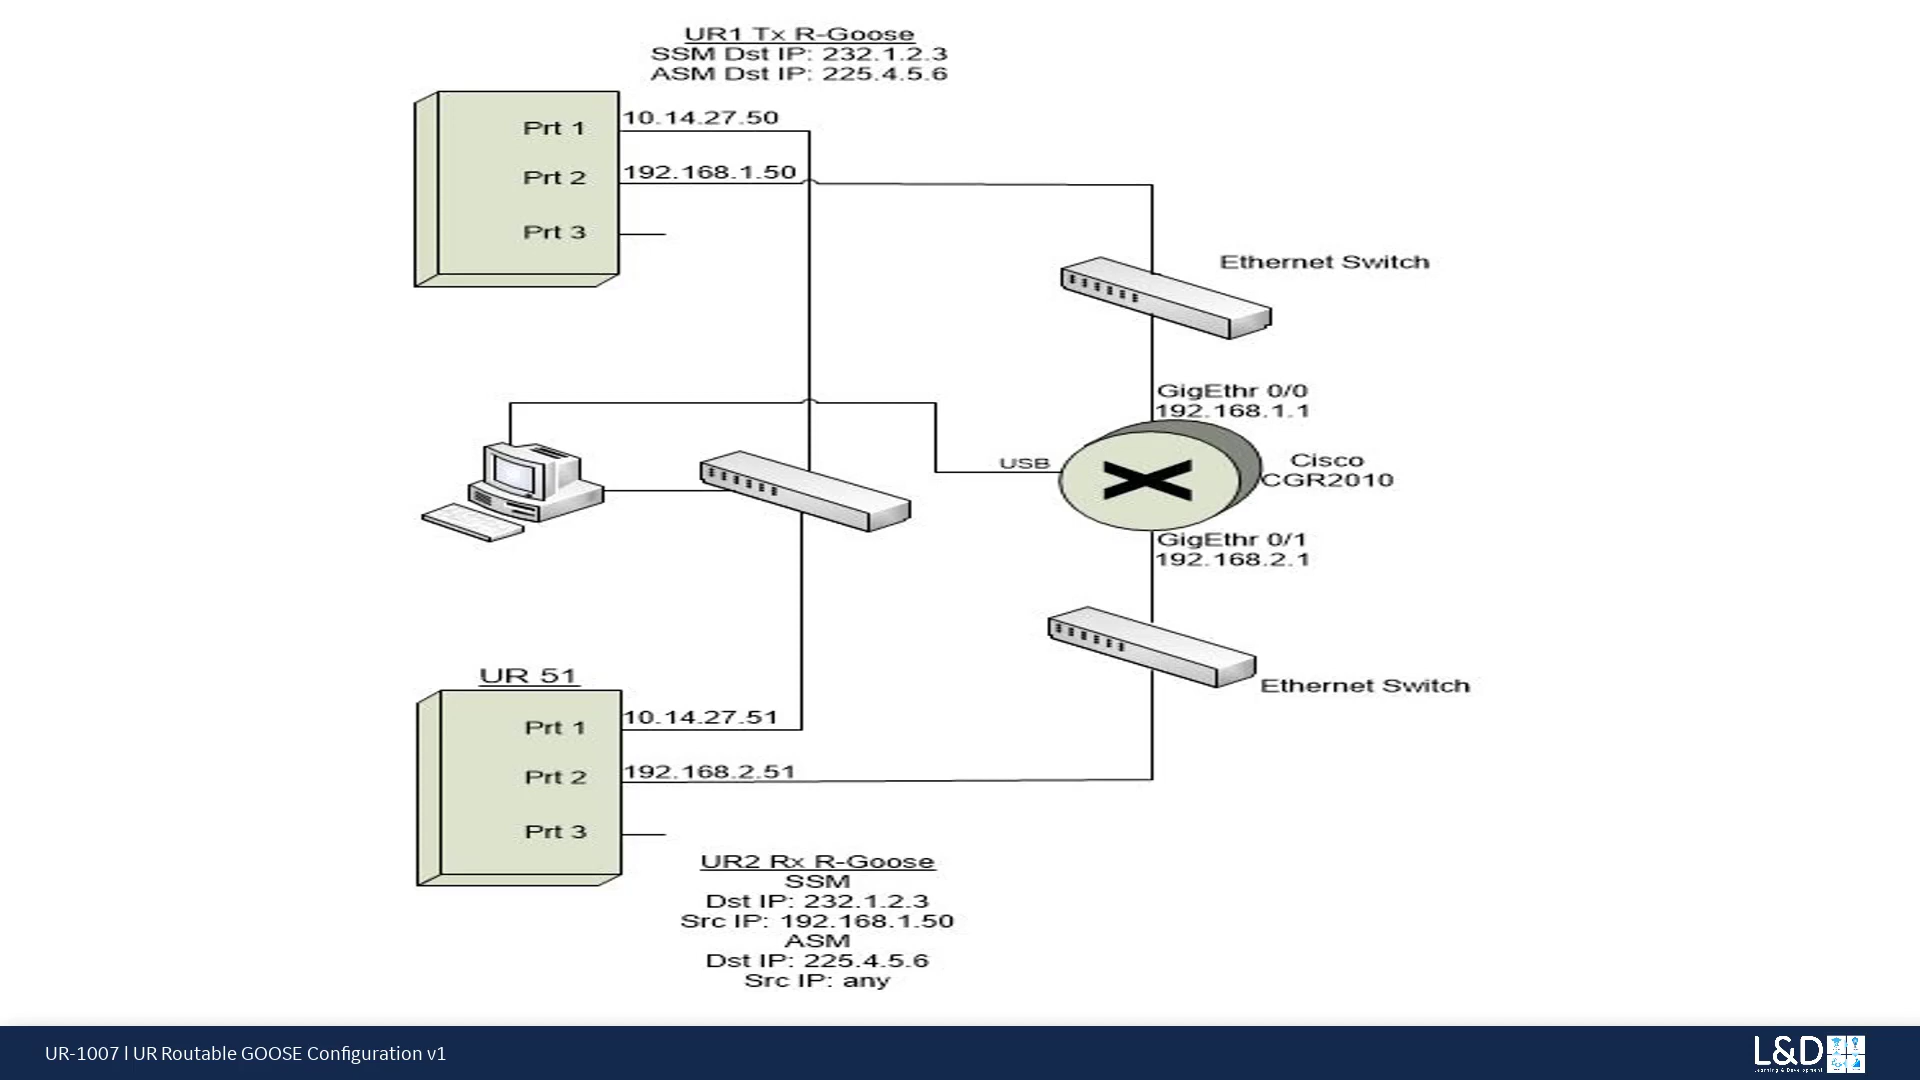 UR1 Tx R-Goose
SSM Dst IP: 232.1.2.3
ASM Dst IP: 225.4.5.6
Prt 1
10.14.27.50
Prt 2
192.168.1.50
Prt 3
Ethernet Switch
GigEthr 0/0
192.168.1.1
USB
Cisco
CGR2010
GigEthr 0/1
192.168.2.1
Ethernet Switch
UR 51
Prt 1
10.14.27.51
Prt 2
192.168.2.51
Prt 3
UR2 Rx R-Goose
SSM
Dst IP: 232.1.2.3
Src IP: 192.168.1.50
ASM
Dst IP: 225.4.5.6
Src IP: any
UR-1007 l UR Routable GOOSE Configuration v1
L&D
Learning & Development